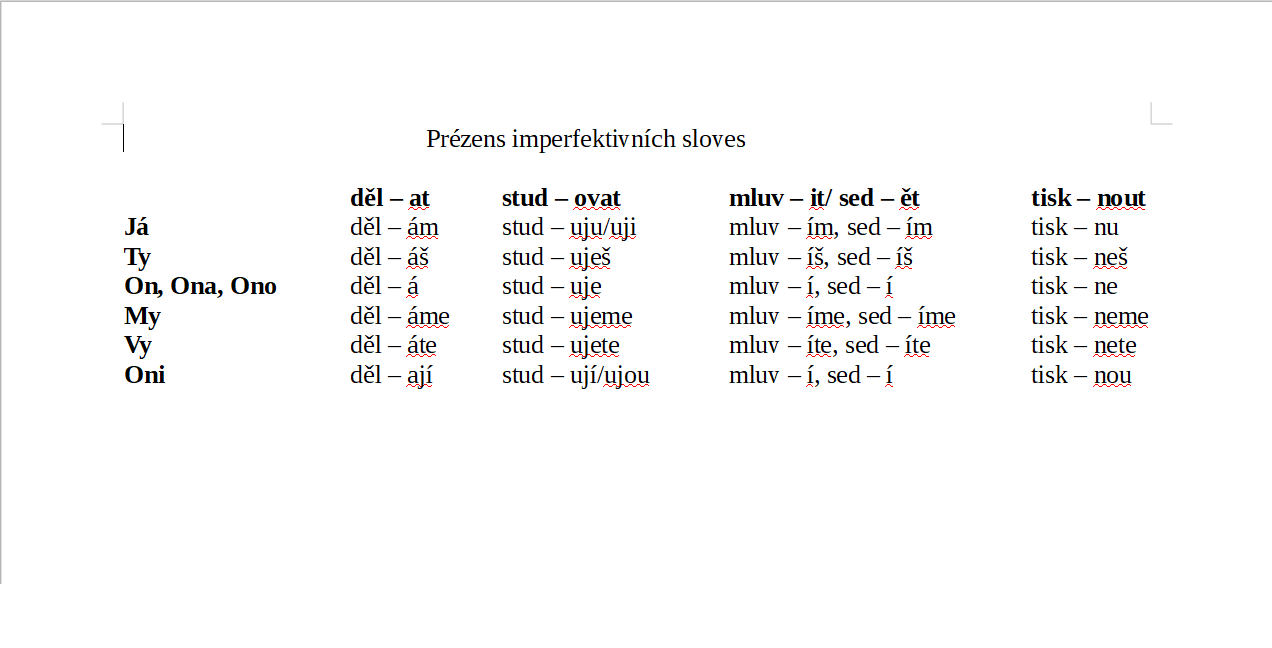 Prézens imperfektivních sloves
děl – at stud – ovat mluv – it/ sed – ět tisk – nout
Já děl – ám stud – uju/uji mluv – ím, sed – ím tisk – nu
Ty děl – áš stud – uješ mluv – íš, sed – íš tisk – neš
On, Ona, Ono děl – á stud – uje mluv – í, sed – í tisk – ne
My děl – áme stud – ujeme mluv – íme, sed – íme tisk – neme
Vy děl – áte stud – ujete mluv – íte, sed – íte tisk – nete
Oni děl – ají stud – ují/ujou mluv – í, sed – í tisk – nou